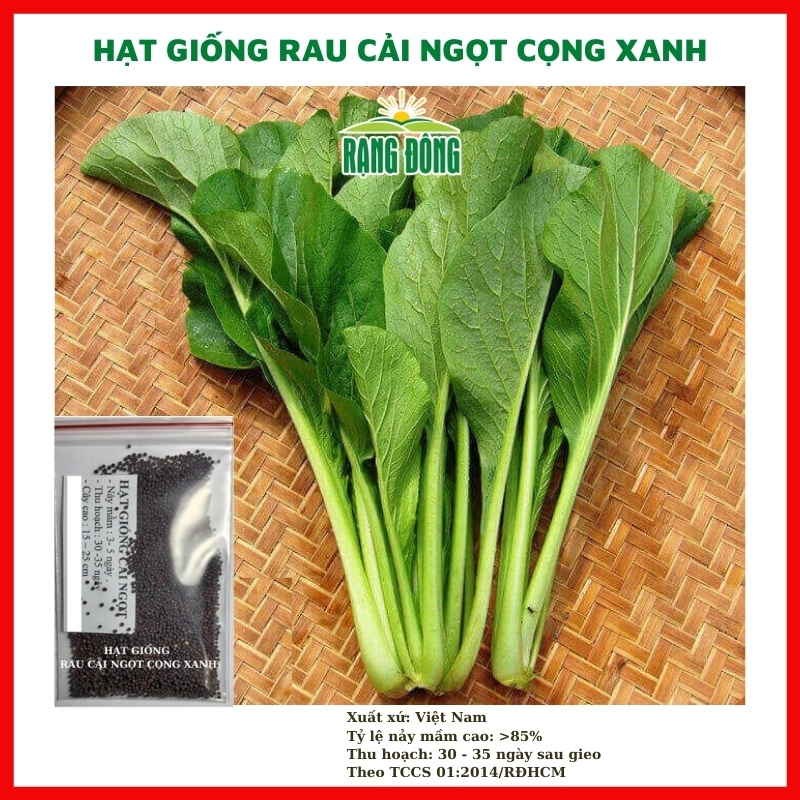 HẠT GIỐNG RAU CẢI NGỌT CỌNG XANH
RẠNG ĐÔNG
HẠT GIỐNG CẢI NGỌT
- Nảy mầm : 3- 5 ngày .
- Thu hoạch : 30 -35 ngày
- Cây cao : 15 – 25 cm
HẠT GIỐNG
RAU CẢI NGỌT CỌNG XANH
Xuất xứ: Việt Nam
Tỷ lệ nảy mầm cao: >85%
Thu hoạch: 30 - 35 ngày sau gieo
Theo TCCS 01:2014/RĐHCM